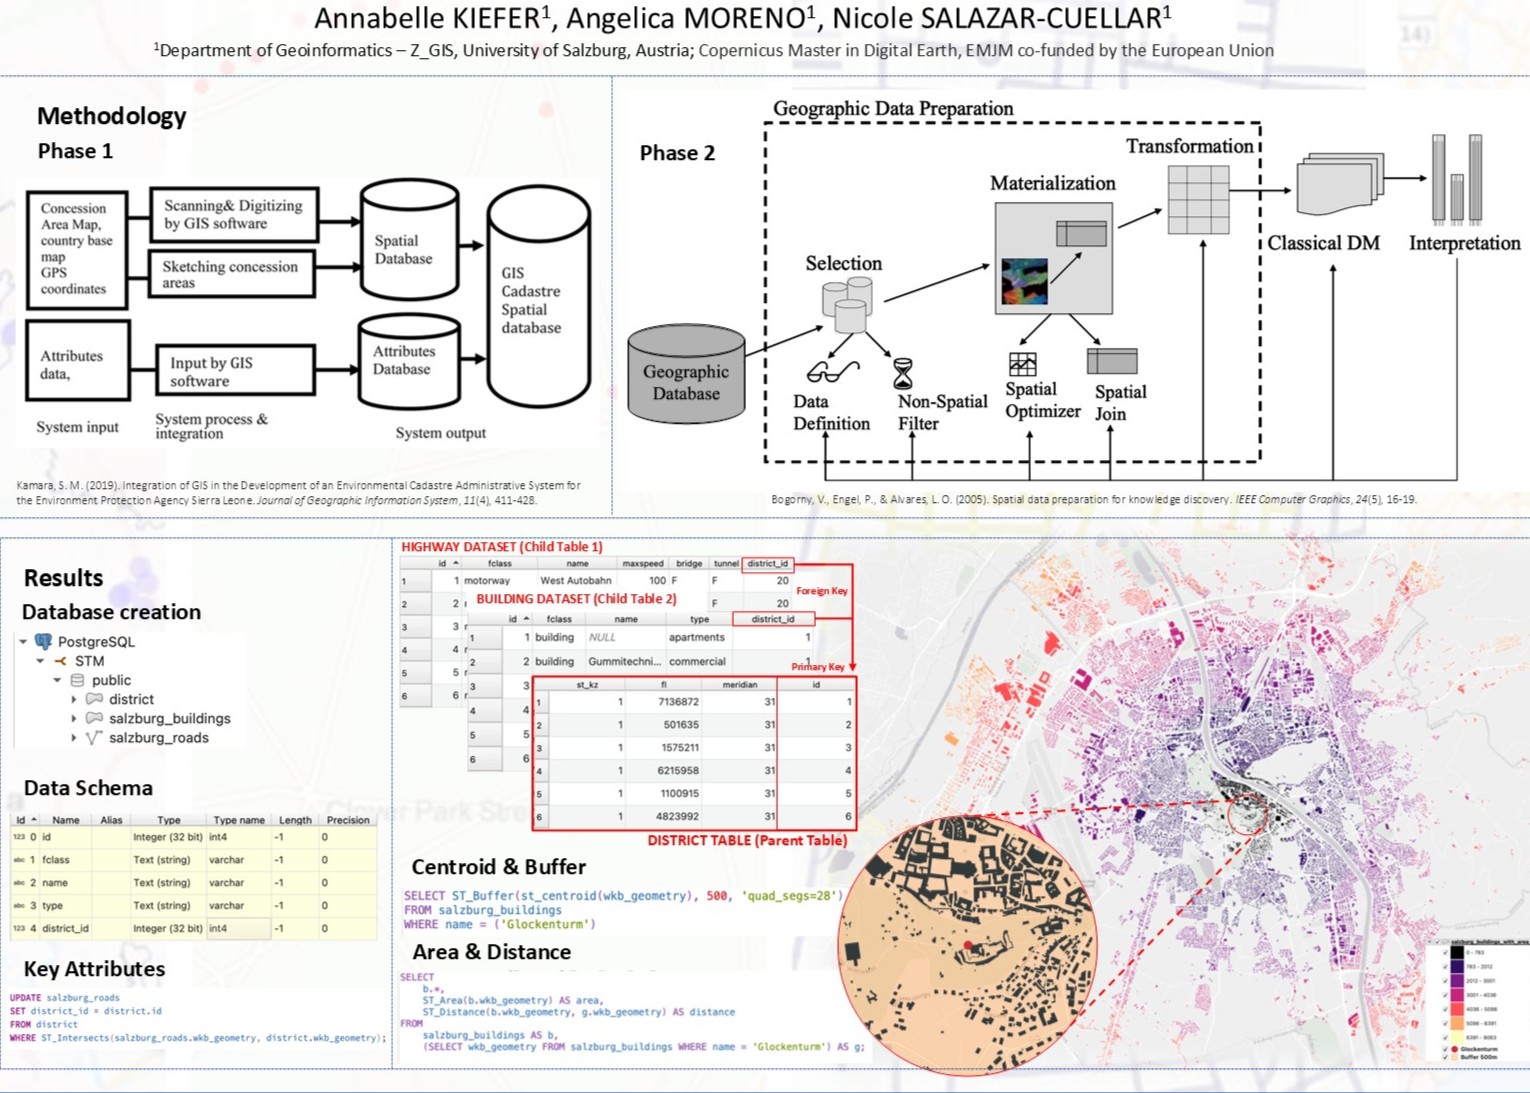 Annabelle KIEFER¹, Angelica MORENO¹, Nicole SALAZAR-CUELLAR¹
¹Department of Geoinformatics – Z_GIS, University of Salzburg, Austria; Copernicus Master in Digital Earth, EMJM co-funded by the European Union
Methodology
Phase 1
Concession
Area Map,
country base
map
GPS
coordinates
Scanning& Digitizing
by GIS software
Sketching concession
areas
Spatial
Database
GIS
Cadastre
Spatial
database
Attributes
data,
Input by GIS
software
Attributes
Database
System input
System process &
integration
System output
Kamara, S. M. (2019). Integration of GIS in the Development of an Environmental Cadastre Administrative System for
the Environment Protection Agency Sierra Leone. Journal of Geographic Information System, 11(4), 411-428.
Phase 2
Geographic Data Preparation
Transformation
Materialization
Selection
Classical DM
Interpretation
Geographic
Database
Data
Definition
Non-Spatial
Filter
Spatial
Optimizer
Spatial
Join
Bogorny, V., Engel, P., & Alvares, L. O. (2005). Spatial data preparation for knowledge discovery. IEEE Computer Graphics, 24(5), 16-19.
Results
Database creation
PostgreSQL
STM
public
district
salzburg_buildings
salzburg_roads
Data Schema
Id Name Alias Type Type name Length Precision
123 0 id Integer (32 bit) int4 -1 0
abc 1 fclass Text (string) varchar -1 0
abc 2 name Text (string) varchar -1 0
abc 3 type Text (string) varchar -1 0
123 4 district_id Integer (32 bit) int4 -1 0
Key Attributes
UPDATE salzburg_roads
SET district_id = district.id
FROM district
WHERE ST_Intersects(salzburg_roads.wkb_geometry, district.wkb_geometry);
HIGHWAY DATASET (Child Table 1)
id fclass name maxspeed bridge tunnel district_id
1 1 motorway West Autobahn 100 F F 20
2 2 F 20
3 3
4 4
5 5
6 6
Foreign Key
BUILDING DATASET (Child Table 2)
id fclass name type district_id
1 1 building NULL apartments 1
2 2 building Gummitechni... commercial 1
3 3
4 4
5 5
6 6
Primary Key
st_kz fl meridian id
1 1 7136872 31 1
2 1 501635 31 2
3 1 1575211 31 3
4 1 6215958 31 4
5 1 1100915 31 5
6 1 4823992 31 6
DISTRICT TABLE (Parent Table)
Centroid & Buffer
SELECT ST_Buffer(st_centroid(wkb_geometry), 500, 'quad_segs=28')
FROM salzburg_buildings
WHERE name = ('Glockenturm')
Area & Distance
SELECT
b.*,
ST_Area(b.wkb_geometry) AS area,
ST_Distance(b.wkb_geometry, g.wkb_geometry) AS distance
FROM
salzburg_buildings AS b,
(SELECT wkb_geometry FROM salzburg_buildings WHERE name = 'Glockenturm') AS g;
0 - 783
783 - 2012
2012 - 3001
3001 - 4036
4036 - 5098
5098 - 6391
Glockenturm
Buffer 500m